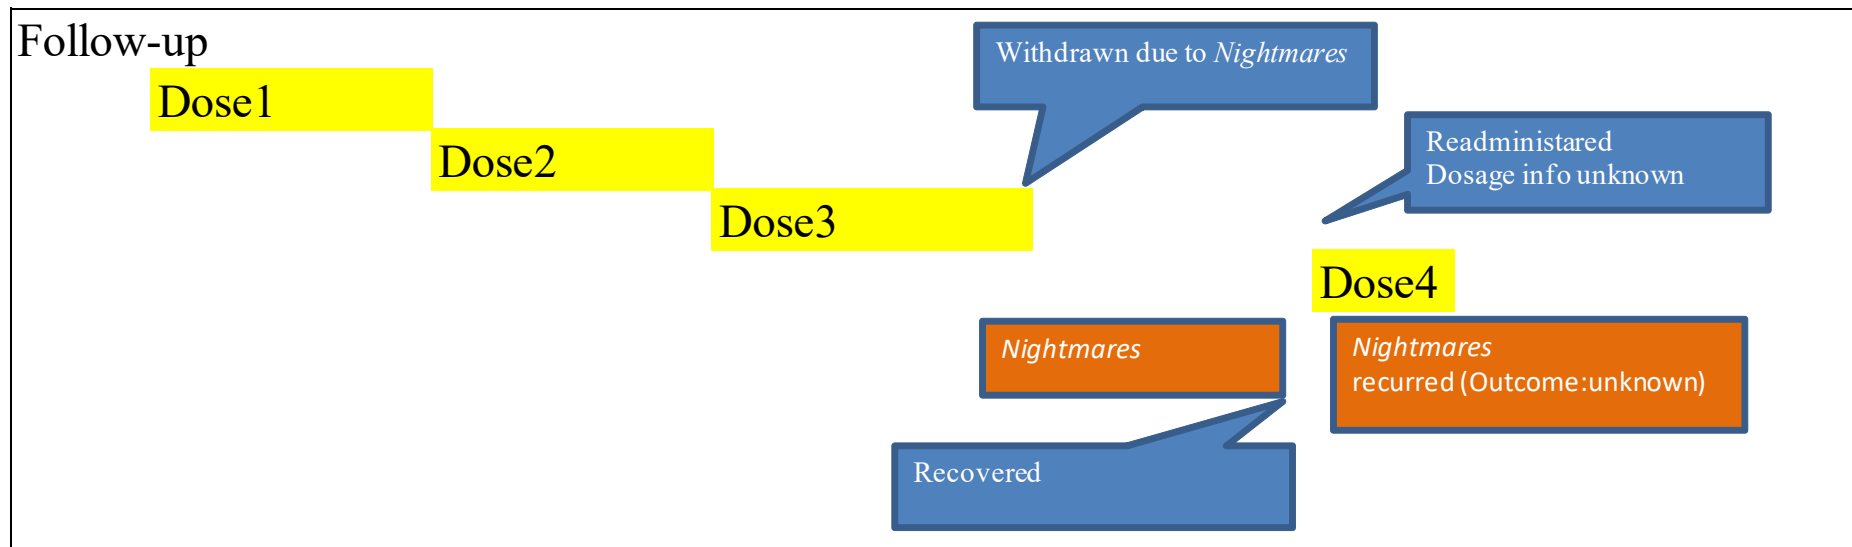 Follow-up
Withdrawn due to Nightmares
Dose1
Readministared
Dosage info unknown
Dose2
Dose3
Dose4
Nightmares
Nightmares
recurred (Outcome:unknown)
Recovered